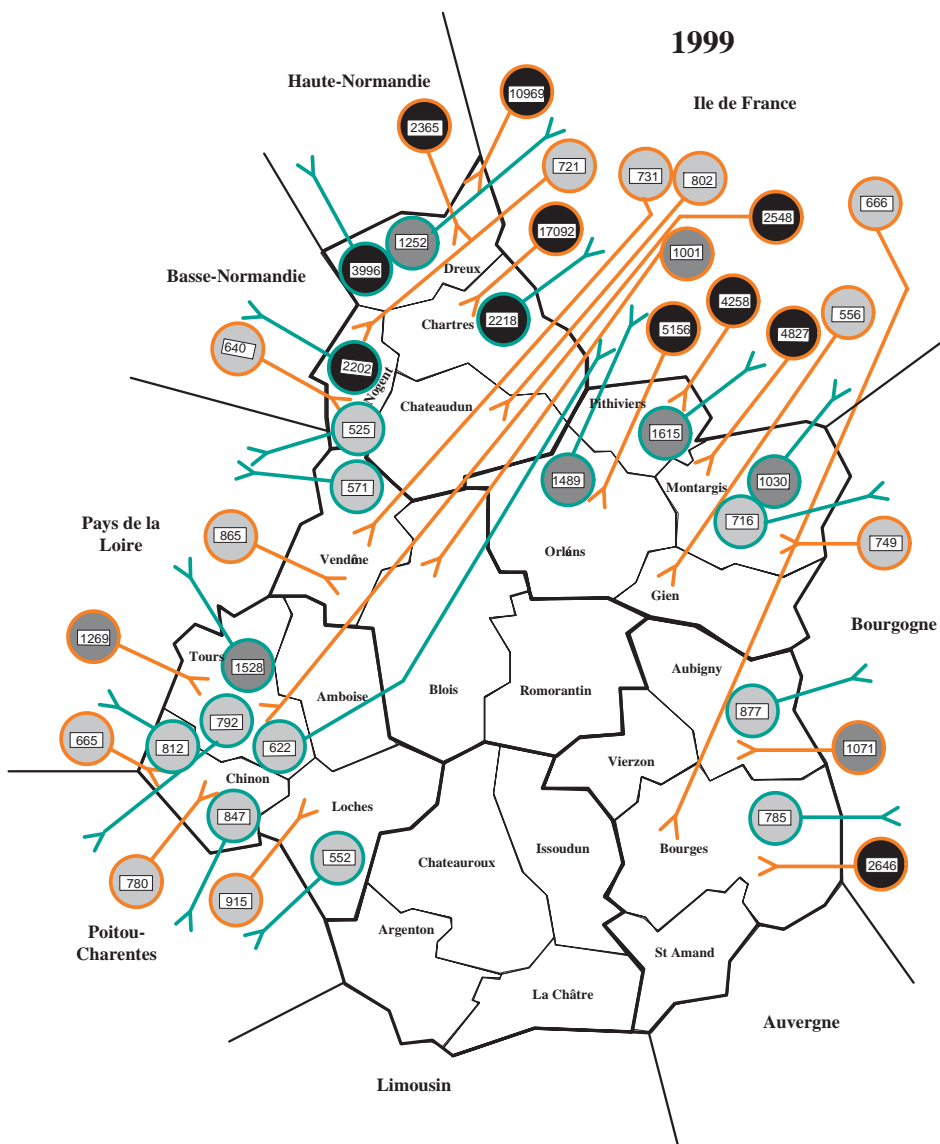 1999
Haute-Normandie
10969
Ile de France
2365
721
731
802
666
2548
17092
1252
1001
3996
Dreux
Basse-Normandie
4258
556
2218
Chartres
5156
4827
640
2202
Nogent
Chateaudun
Pithiviers
525
1615
571
1489
Montargis
1030
716
Pays de la
Loire
865
Vendôme
Orléans
749
Gien
1269
Bourgogne
Tours
1528
Amboise
Blois
Romorantin
Aubigny
877
792
665
812
622
1071
Vierzon
Chinon
Loches
847
785
552
Chateauroux
Issoudun
Bourges
2646
780
915
Poitou-
Charentes
Argenton
St Amand
La Châtre
Auvergne
Limousin